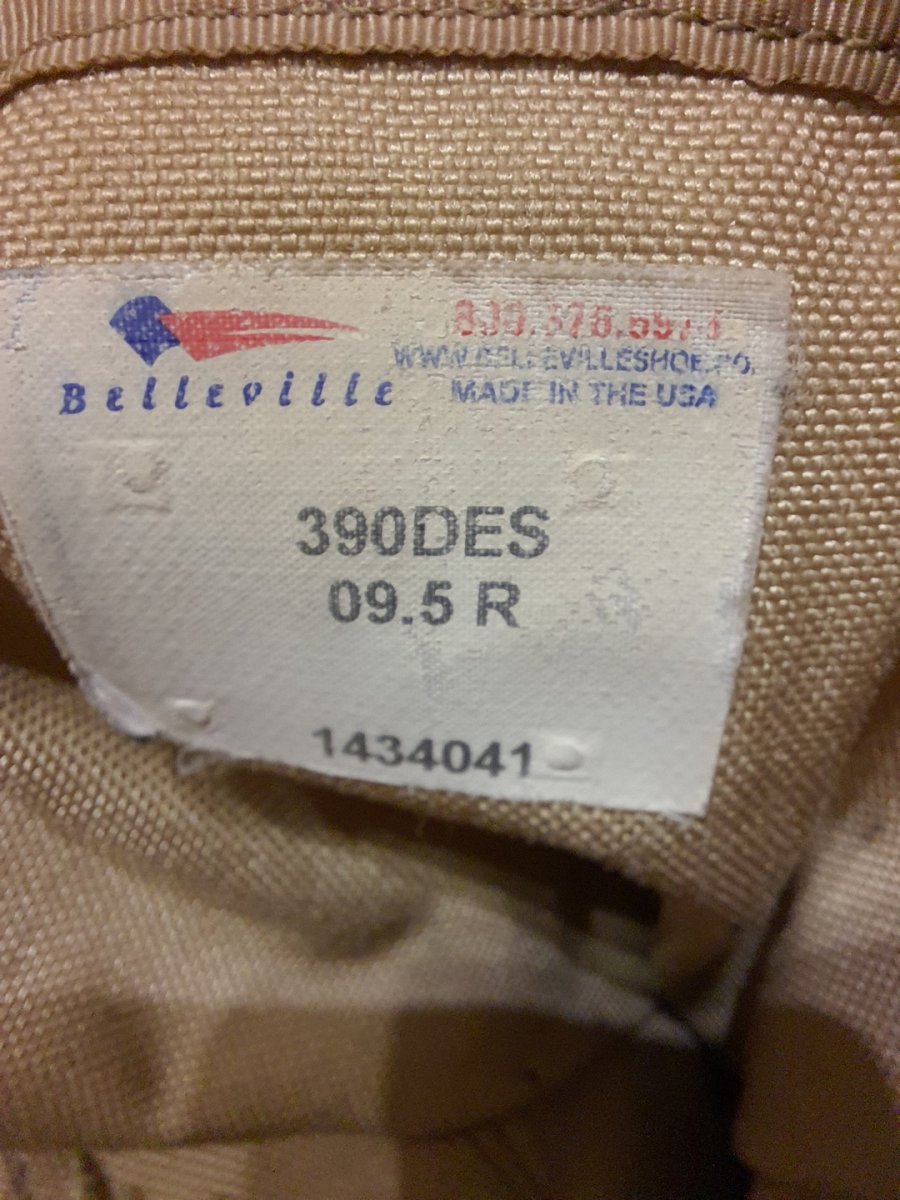 Belleville
MADE IN THE USA
390DES
09.5 R
1434041